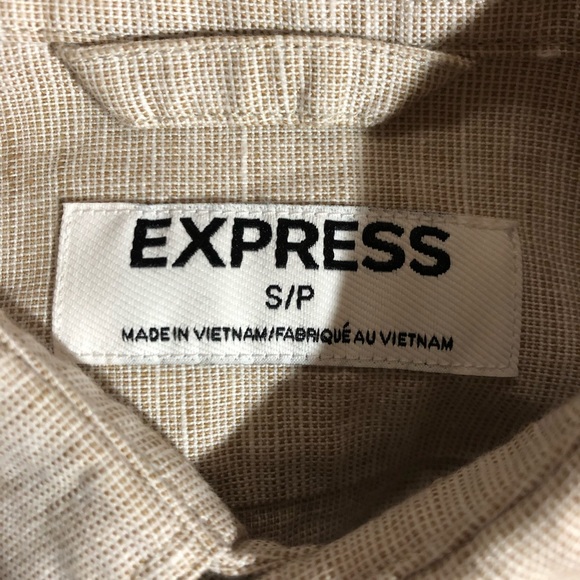 EXPRESS
S/P
MADE IN VIETNAM/FABRIQUÉ AU VIETNAM